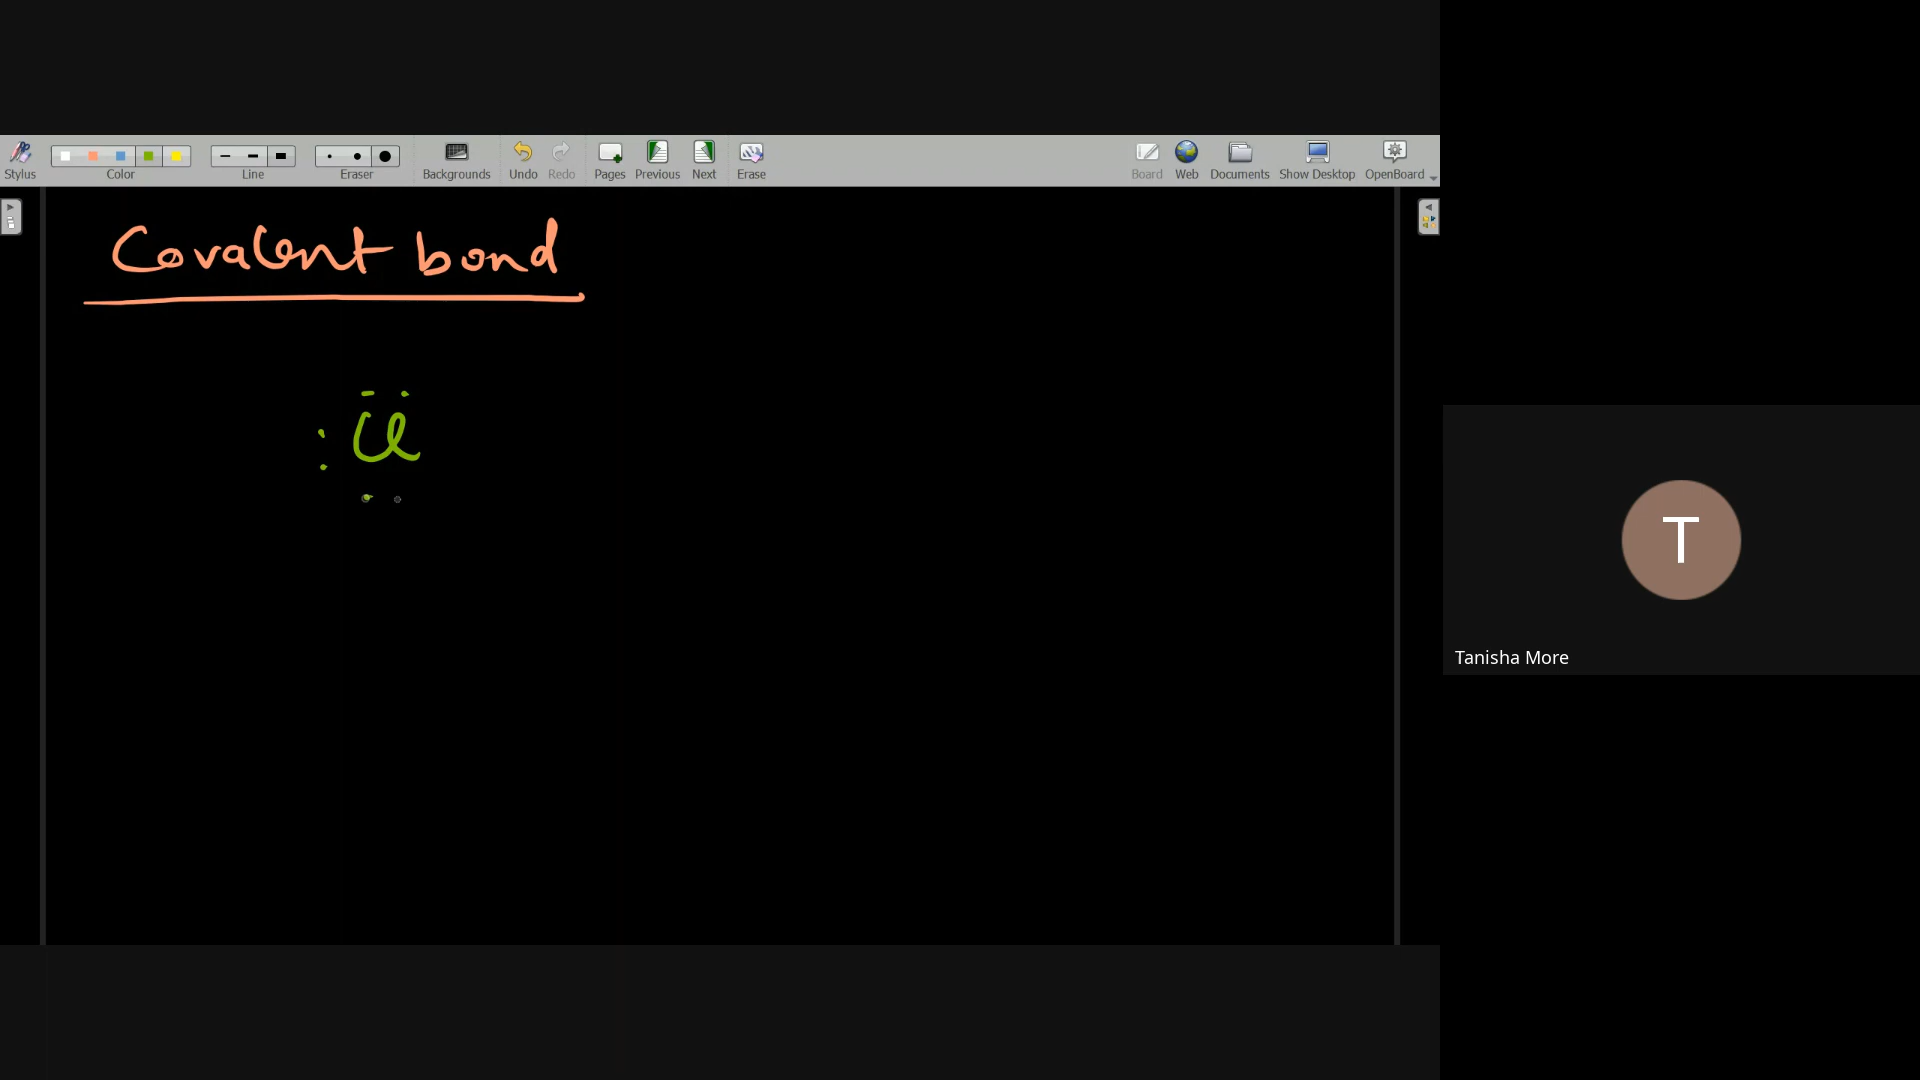 Stylus Color Line Eraser Backgrounds Undo Redo Pages Previous Next Erase Board Web Documents Show Desktop OpenBoard
Covalent bond
: Cl
T
Tanisha More